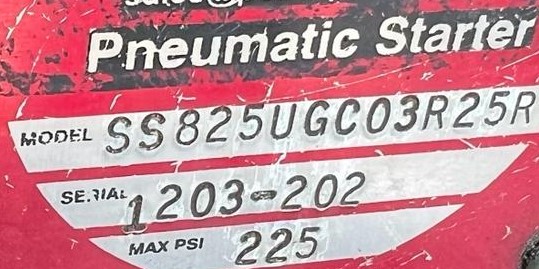 Pneumatic Starter
MODEL SS825UGC03R25R
SERIAL 1203-202
MAX PSI 225